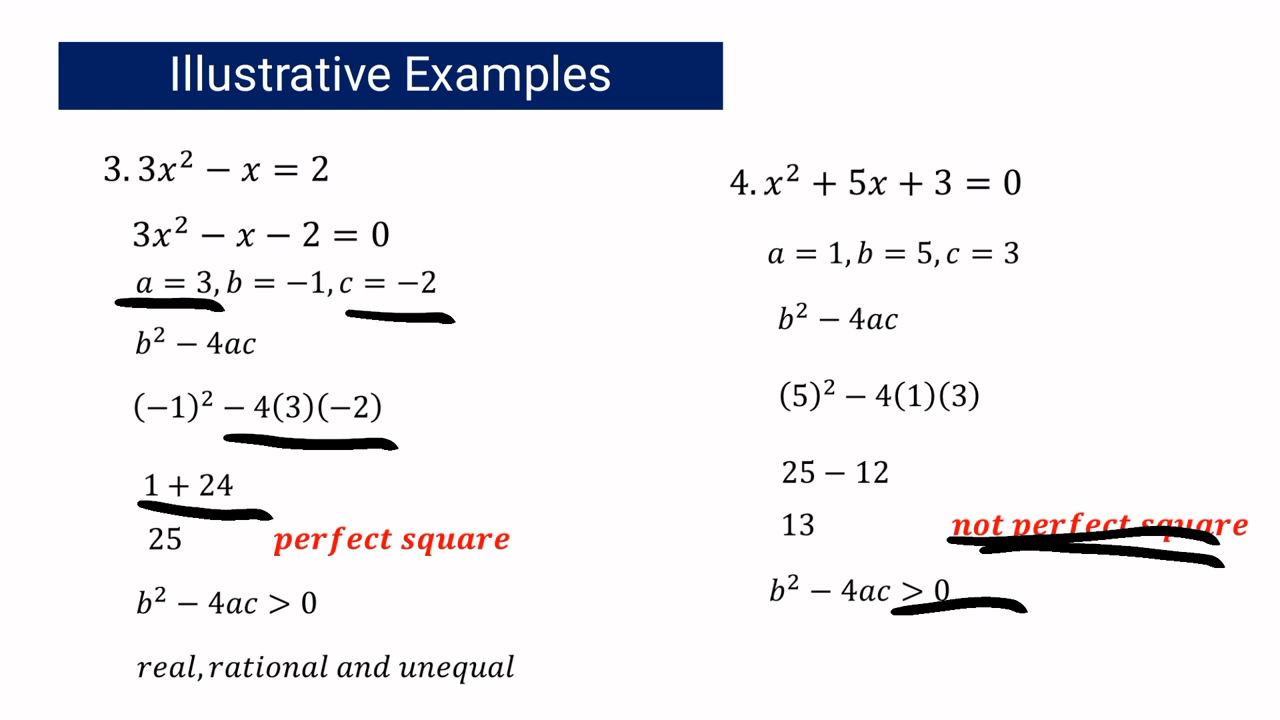 Illustrative Examples
3. 3x² − x = 2
3x² − x − 2 = 0
a = 3, b = −1, c = −2
b² − 4ac
(−1)² − 4(3)(−2)
1 + 24
25 perfect square
b² − 4ac > 0
real, rational and unequal
4. x² + 5x + 3 = 0
a = 1, b = 5, c = 3
b² − 4ac
(5)² − 4(1)(3)
25 − 12
13 not perfect square
b² − 4ac > 0